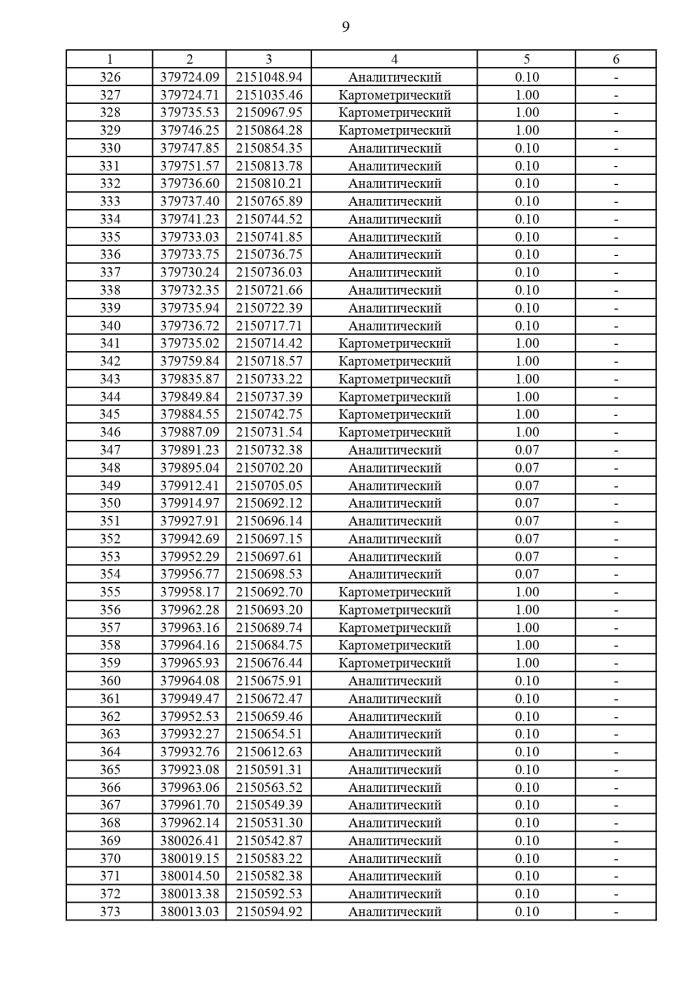 9
1 2 3 4 5 6
326 379724.09 2151048.94 Аналитический 0.10 -
327 379724.71 2151035.46 Картометрический 1.00 -
328 379735.53 2150967.95 Картометрический 1.00 -
329 379746.25 2150864.28 Картометрический 1.00 -
330 379747.85 2150854.35 Аналитический 0.10 -
331 379751.57 2150813.78 Аналитический 0.10 -
332 379736.60 2150810.21 Аналитический 0.10 -
333 379737.40 2150765.89 Аналитический 0.10 -
334 379741.23 2150744.52 Аналитический 0.10 -
335 379733.03 2150741.85 Аналитический 0.10 -
336 379733.75 2150736.75 Аналитический 0.10 -
337 379730.24 2150736.03 Аналитический 0.10 -
338 379732.35 2150721.66 Аналитический 0.10 -
339 379735.94 2150722.39 Аналитический 0.10 -
340 379736.72 2150717.71 Аналитический 0.10 -
341 379735.02 2150714.42 Картометрический 1.00 -
342 379759.84 2150718.57 Картометрический 1.00 -
343 379835.87 2150733.22 Картометрический 1.00 -
344 379849.84 2150737.39 Картометрический 1.00 -
345 379884.55 2150742.75 Картометрический 1.00 -
346 379887.09 2150731.54 Картометрический 1.00 -
347 379891.23 2150732.38 Аналитический 0.07 -
348 379895.04 2150702.20 Аналитический 0.07 -
349 379912.41 2150705.05 Аналитический 0.07 -
350 379914.97 2150692.12 Аналитический 0.07 -
351 379927.91 2150696.14 Аналитический 0.07 -
352 379942.69 2150697.15 Аналитический 0.07 -
353 379952.29 2150697.61 Аналитический 0.07 -
354 379956.77 2150698.53 Аналитический 0.07 -
355 379958.17 2150692.70 Картометрический 1.00 -
356 379962.28 2150693.20 Картометрический 1.00 -
357 379963.16 2150689.74 Картометрический 1.00 -
358 379964.16 2150684.75 Картометрический 1.00 -
359 379965.93 2150676.44 Картометрический 1.00 -
360 379964.08 2150675.91 Аналитический 0.10 -
361 379949.47 2150672.47 Аналитический 0.10 -
362 379952.53 2150659.46 Аналитический 0.10 -
363 379932.27 2150654.51 Аналитический 0.10 -
364 379932.76 2150612.63 Аналитический 0.10 -
365 379923.08 2150591.31 Аналитический 0.10 -
366 379963.06 2150563.52 Аналитический 0.10 -
367 379961.70 2150549.39 Аналитический 0.10 -
368 379962.14 2150531.30 Аналитический 0.10 -
369 380026.41 2150542.87 Аналитический 0.10 -
370 380019.15 2150583.22 Аналитический 0.10 -
371 380014.50 2150582.38 Аналитический 0.10 -
372 380013.38 2150592.53 Аналитический 0.10 -
373 380013.03 2150594.92 Аналитический 0.10 -